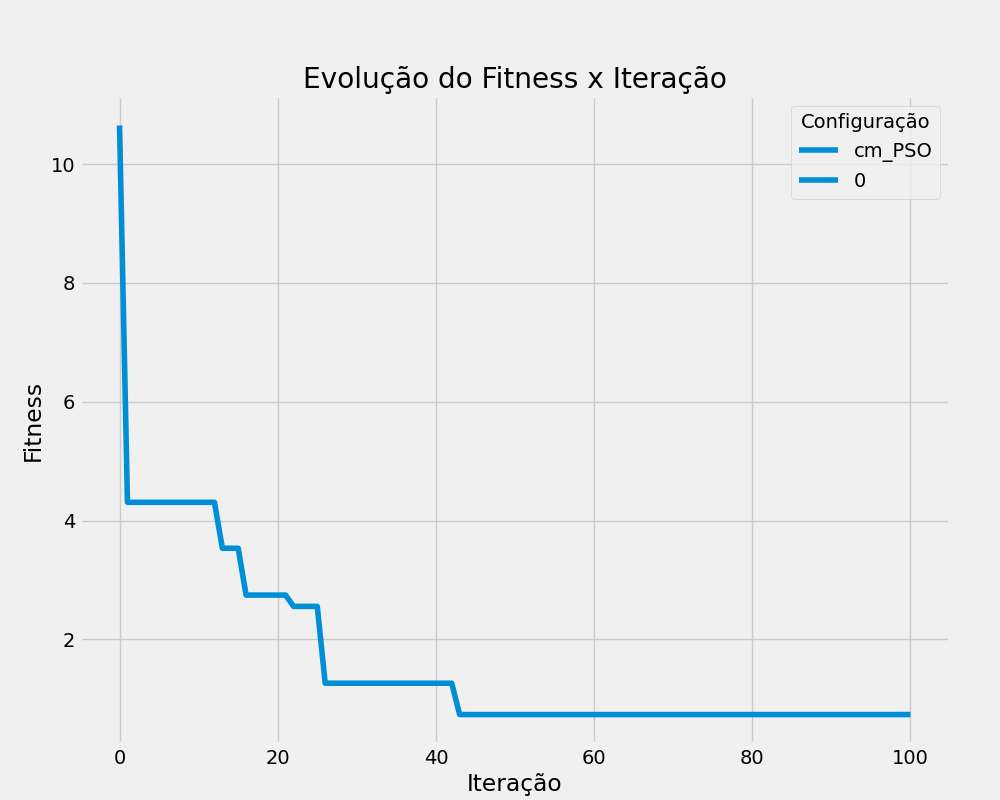 Evolução do Fitness x Iteração
Configuração
cm_PSO
0
Fitness
10
8
6
4
2
0 20 40 60 80 100
Iteração